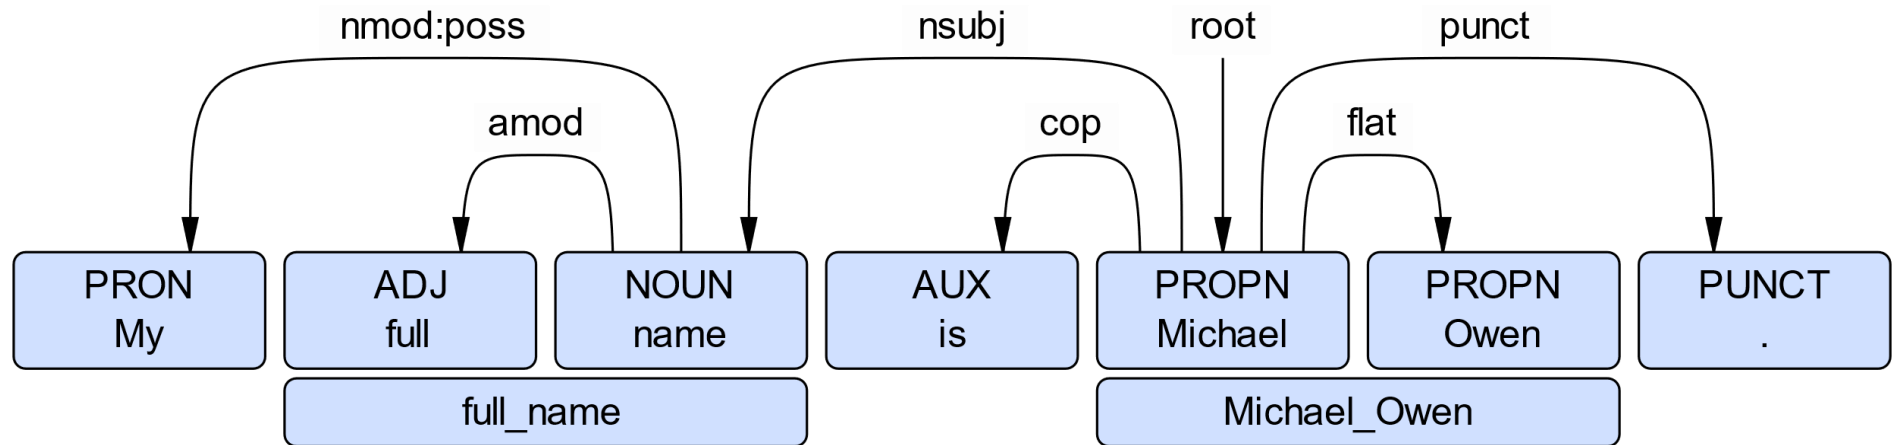 nmod:poss nsubj root punct
amod cop flat
PRON ADJ NOUN AUX PROPN PROPN PUNCT
My full name is Michael Owen .
full_name Michael_Owen